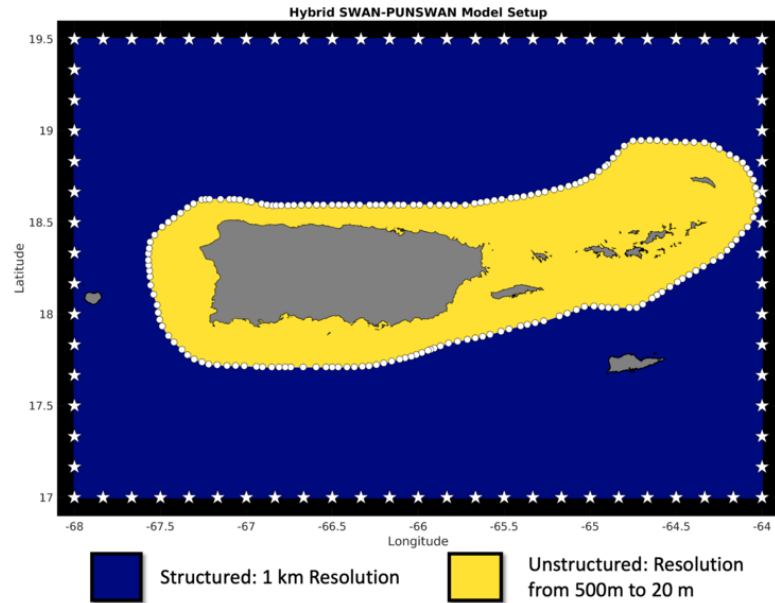 Hybrid SWAN-PUNSWAN Model Setup
19.5
19
18.5
18
17.5
17
Latitude
-68
-67.5
-67
-66.5
-66
-65.5
-65
-64.5
-64
Longitude
Structured: 1 km Resolution
Unstructured: Resolution
from 500m to 20 m